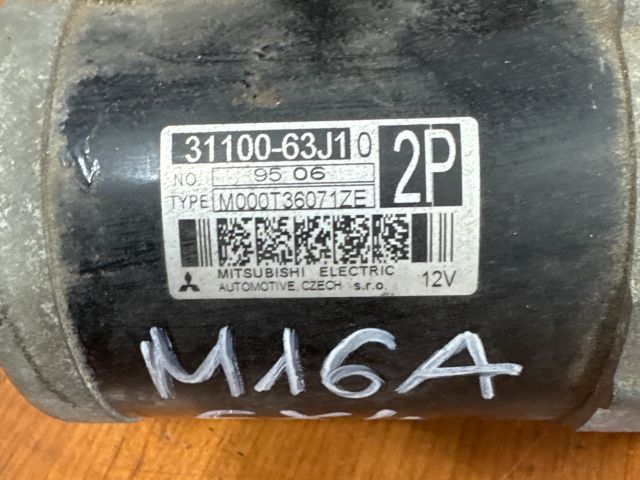 31100-63J10
2P
NO. 95 06
TYPE M000T36071ZE
MITSUBISHI ELECTRIC
AUTOMOTIVE, CZECH s.r.o. 12V
M16A